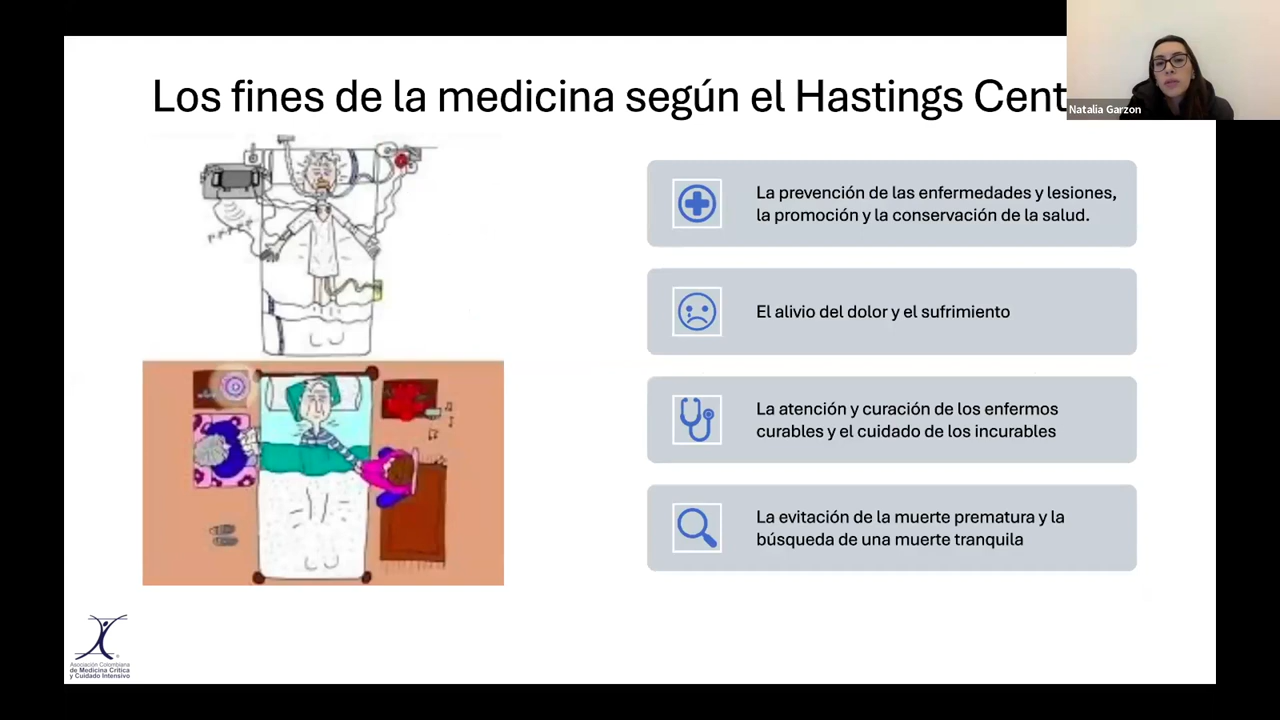 Los fines de la medicina según el Hastings Cent
Natalia Garzon
La prevención de las enfermedades y lesiones,
la promoción y la conservación de la salud.
El alivio del dolor y el sufrimiento
La atención y curación de los enfermos
curables y el cuidado de los incurables
La evitación de la muerte prematura y la
búsqueda de una muerte tranquila
Asociación Colombiana
de Medicina Crítica
y Cuidado Intensivo